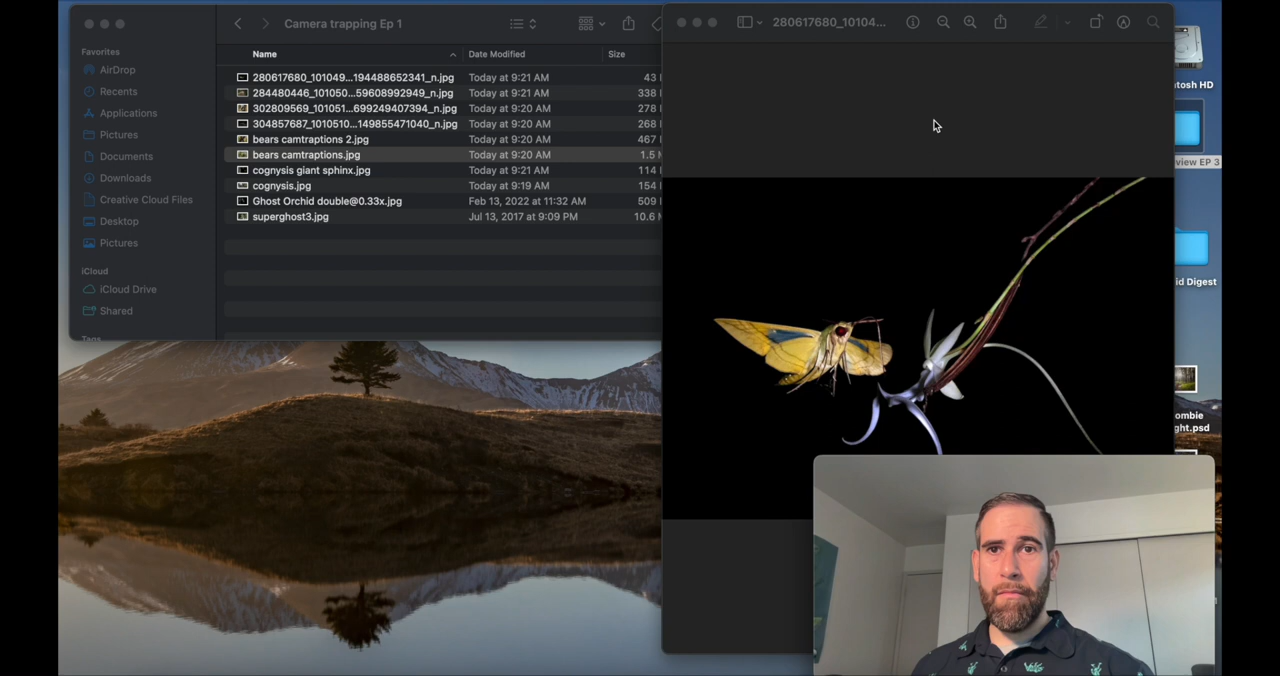 Camera trapping Ep 1
280617680_10104...
Favorites
AirDrop
Recents
Applications
Pictures
Documents
Downloads
Creative Cloud Files
Desktop
Pictures
iCloud
iCloud Drive
Shared
Tags
Name Date Modified Size
280617680_101049...194488652341_n.jpg Today at 9:21 AM 43
284480446_101050...59608992949_n.jpg Today at 9:21 AM 338
302809569_101051...699249407394_n.jpg Today at 9:20 AM 278
304857687_1010510...149855471040_n.jpg Today at 9:20 AM 268
bears camtraptions 2.jpg Today at 9:20 AM 467
bears camtraptions.jpg Today at 9:20 AM 1.5
cognysis giant sphinx.jpg Today at 9:21 AM 114
cognysis.jpg Today at 9:19 AM 154
Ghost Orchid double@0.33x.jpg Feb 13, 2022 at 11:32 AM 509
superghost3.jpg Jul 13, 2017 at 9:09 PM 10.6
tosh HD
view EP 3
id Digest
ombie
ght.psd